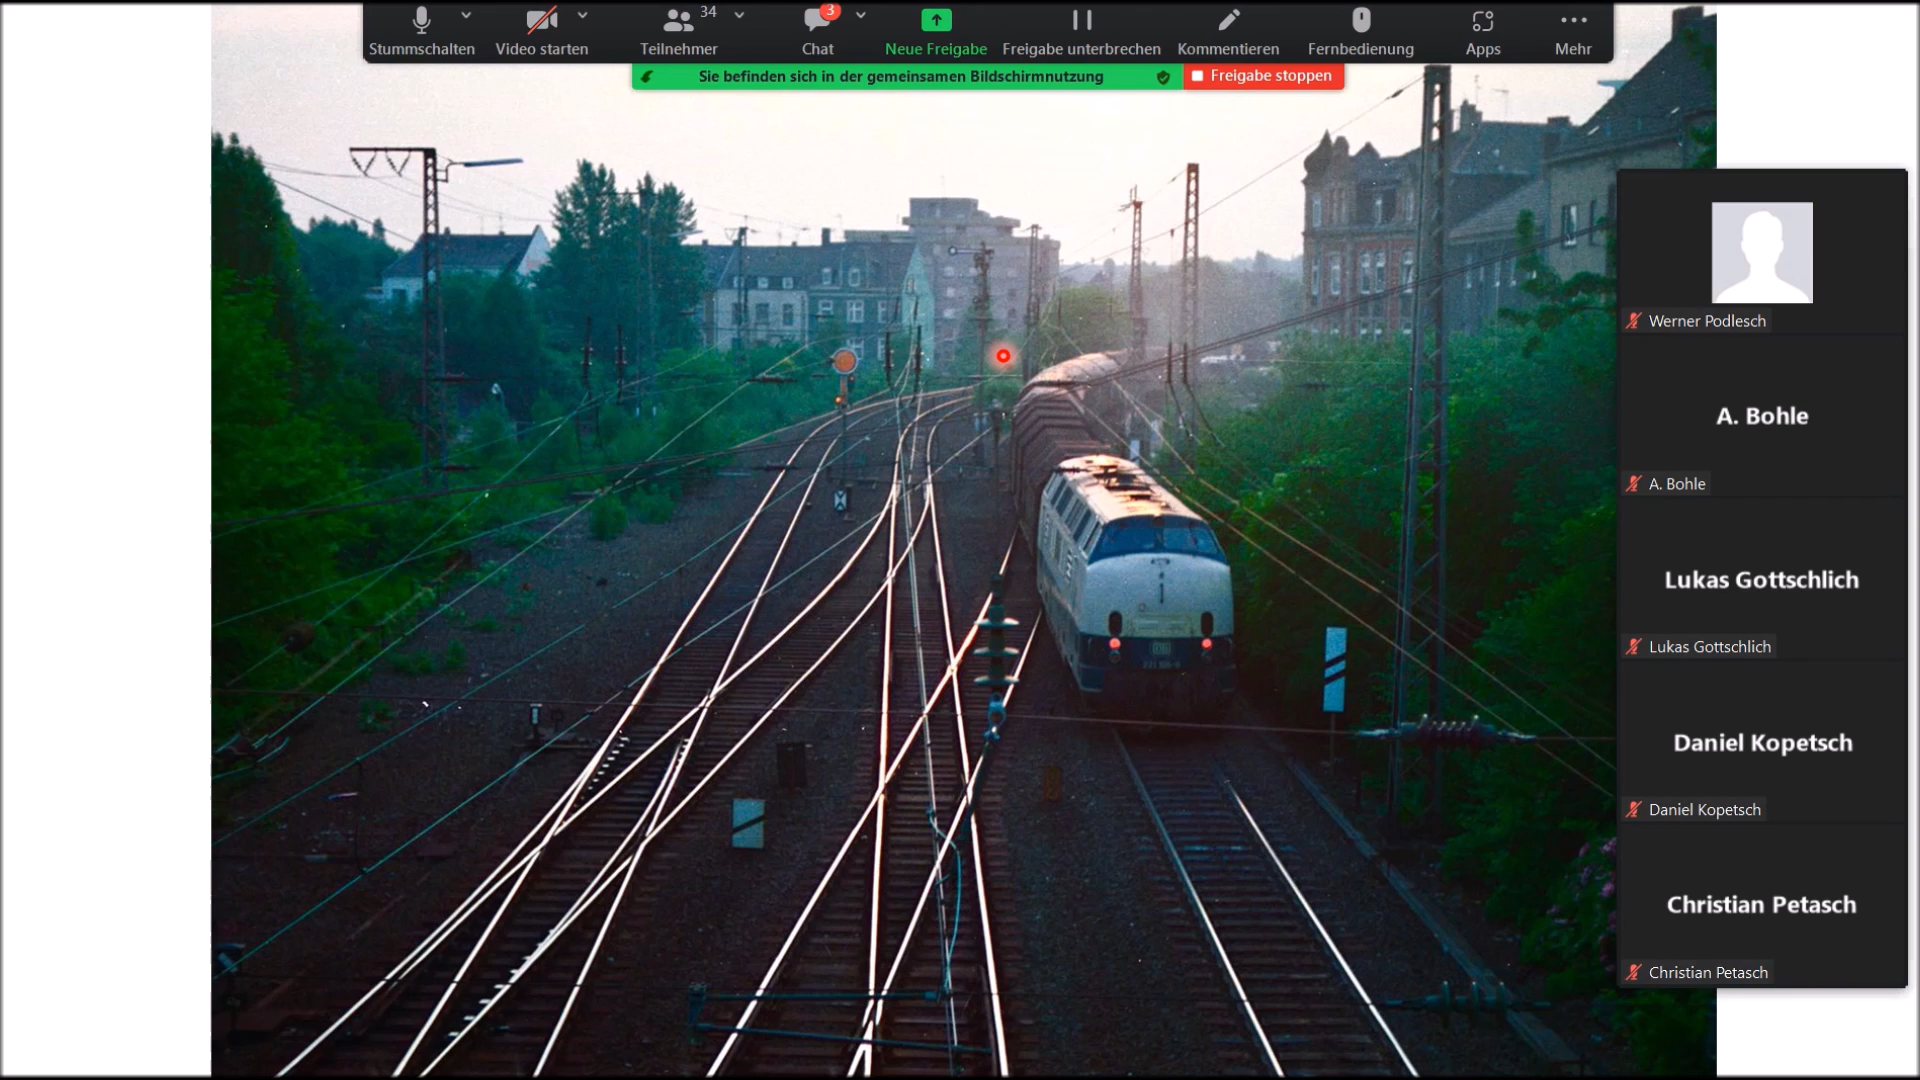 Stummschalten
Video starten
34
Teilnehmer
3
Chat
Neue Freigabe
Freigabe unterbrechen
Kommentieren
Fernbedienung
Apps
Mehr
Sie befinden sich in der gemeinsamen Bildschirmnutzung
Freigabe stoppen
Werner Podlesch
A. Bohle
A. Bohle
Lukas Gottschlich
Lukas Gottschlich
Daniel Kopetsch
Daniel Kopetsch
Christian Petasch
Christian Petasch